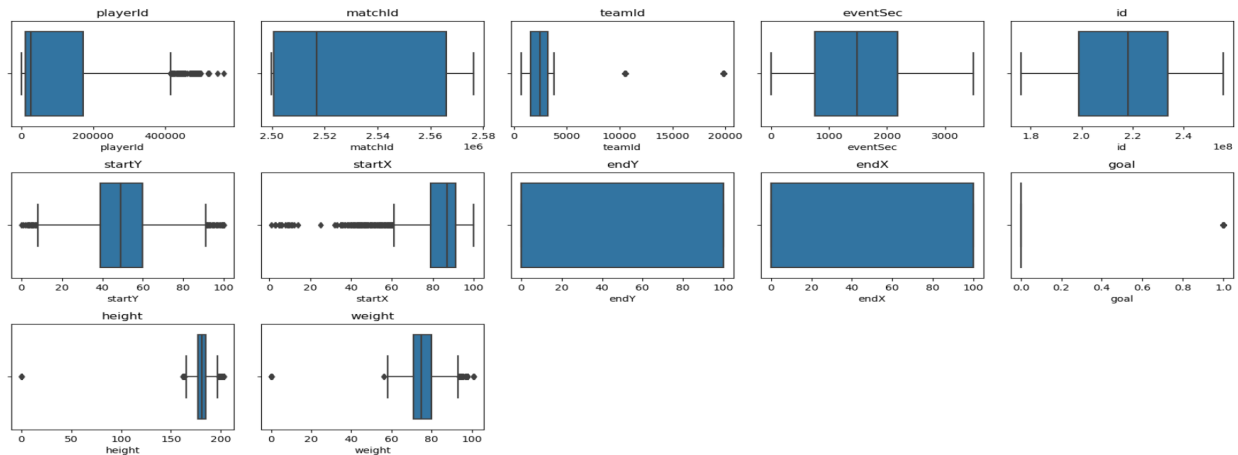 playerId
matchId
teamId
eventSec
id
0 200000 400000
2.50 2.52 2.54 2.56 2.58
0 5000 10000 15000 20000
0 1000 2000 3000
1.8 2.0 2.2 2.4
playerId
matchId
1e6
teamId
eventSec
id
1e8
startY
startX
endY
endX
goal
0 20 40 60 80 100
0 20 40 60 80 100
0 20 40 60 80 100
0 20 40 60 80 100
0.0 0.2 0.4 0.6 0.8 1.0
startY
startX
endY
endX
goal
height
weight
0 50 100 150 200
0 20 40 60 80 100
height
weight